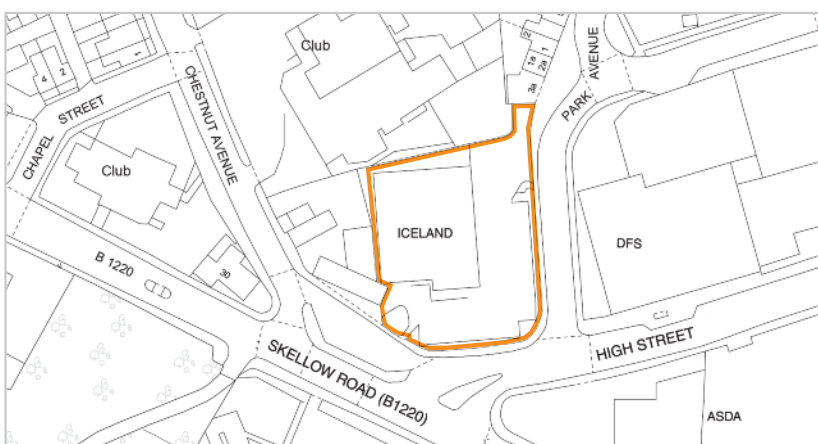 Club
2
1a
2a
1
3a
AVENUE
PARK
4
2
1
CHESTNUT AVENUE
STREET
CHAPEL
Club
ICELAND
DFS
B 1220
30
SKELLOW ROAD (B1220)
HIGH STREET
ASDA